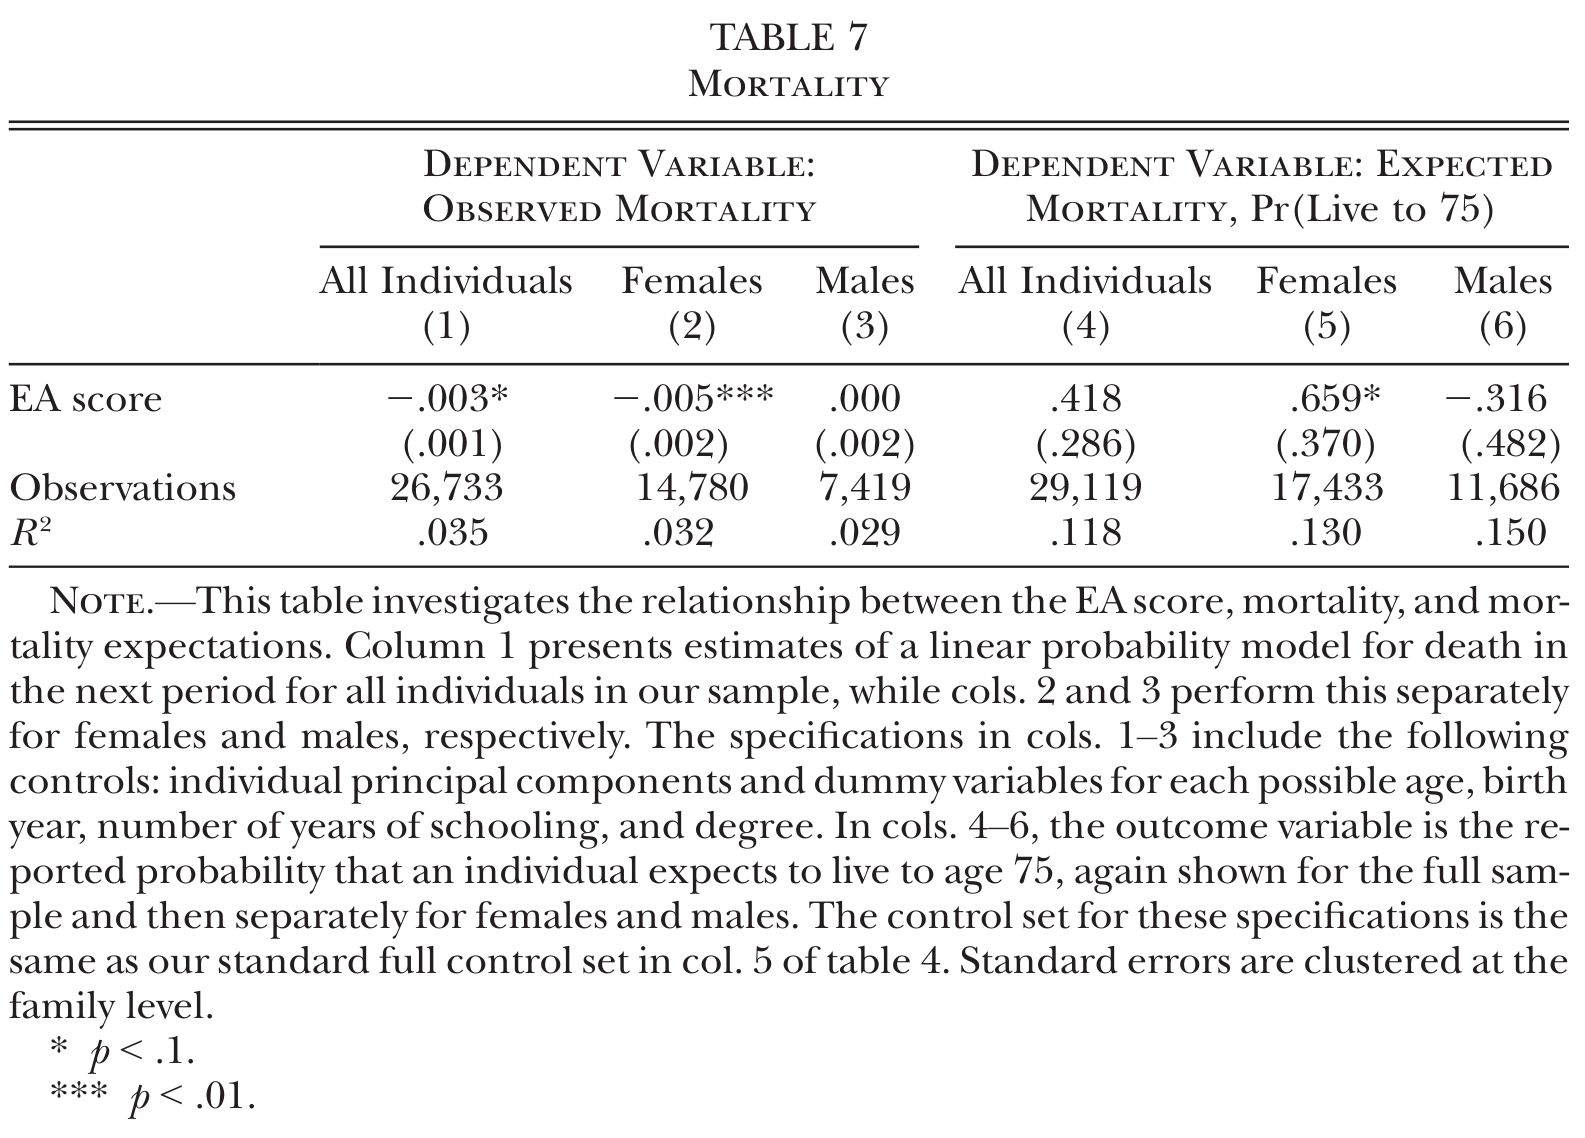 TABLE 7
Mortality
Dependent Variable: Dependent Variable: Expected
Observed Mortality Mortality, Pr(Live to 75)
All Individuals Females Males All Individuals Females Males
(1) (2) (3) (4) (5) (6)
EA score −.003* −.005*** .000 .418 .659* −.316
(.001) (.002) (.002) (.286) (.370) (.482)
Observations 26,733 14,780 7,419 29,119 17,433 11,686
R² .035 .032 .029 .118 .130 .150
Note.—This table investigates the relationship between the EA score, mortality, and mor-
tality expectations. Column 1 presents estimates of a linear probability model for death in
the next period for all individuals in our sample, while cols. 2 and 3 perform this separately
for females and males, respectively. The specifications in cols. 1–3 include the following
controls: individual principal components and dummy variables for each possible age, birth
year, number of years of schooling, and degree. In cols. 4–6, the outcome variable is the re-
ported probability that an individual expects to live to age 75, again shown for the full sam-
ple and then separately for females and males. The control set for these specifications is the
same as our standard full control set in col. 5 of table 4. Standard errors are clustered at the
family level.
* p < .1.
*** p < .01.